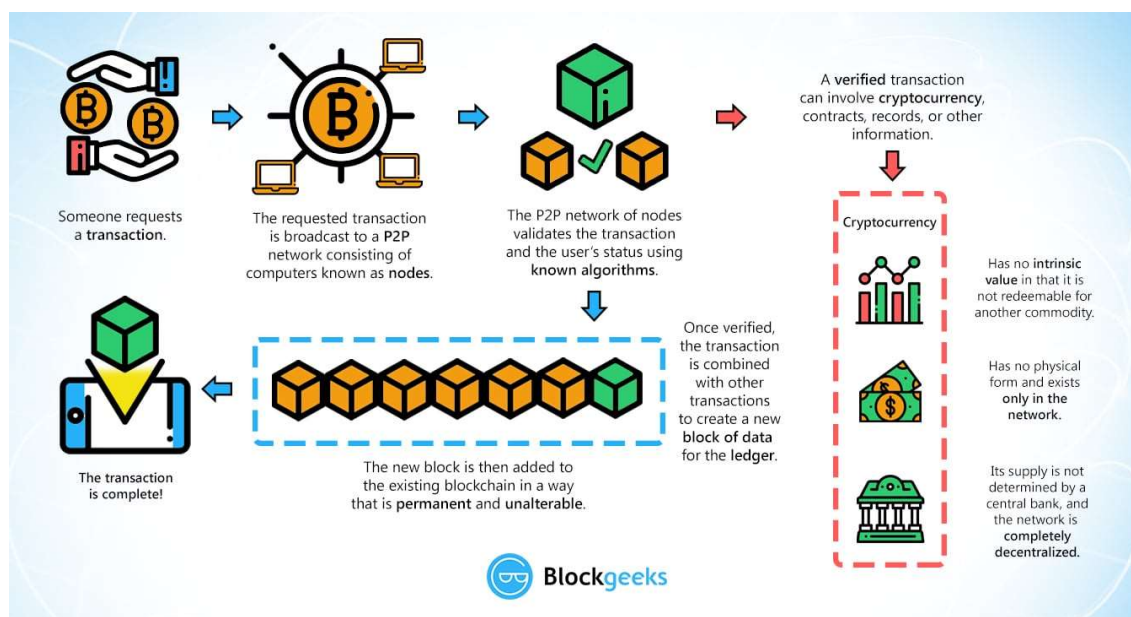 Someone requests
a transaction.
The requested transaction
is broadcast to a P2P
network consisting of
computers known as nodes.
The P2P network of nodes
validates the transaction
and the user's status using
known algorithms.
A verified transaction
can involve cryptocurrency,
contracts, records, or other
information.
Cryptocurrency
Has no intrinsic
value in that it is
not redeemable for
another commodity.
Has no physical
form and exists
only in the
network.
Its supply is not
determined by a
central bank, and
the network is
completely
decentralized.
Once verified,
the transaction
is combined
with other
transactions
to create a new
block of data
for the ledger.
The new block is then added to
the existing blockchain in a way
that is permanent and unalterable.
The transaction
is complete!
Blockgeeks